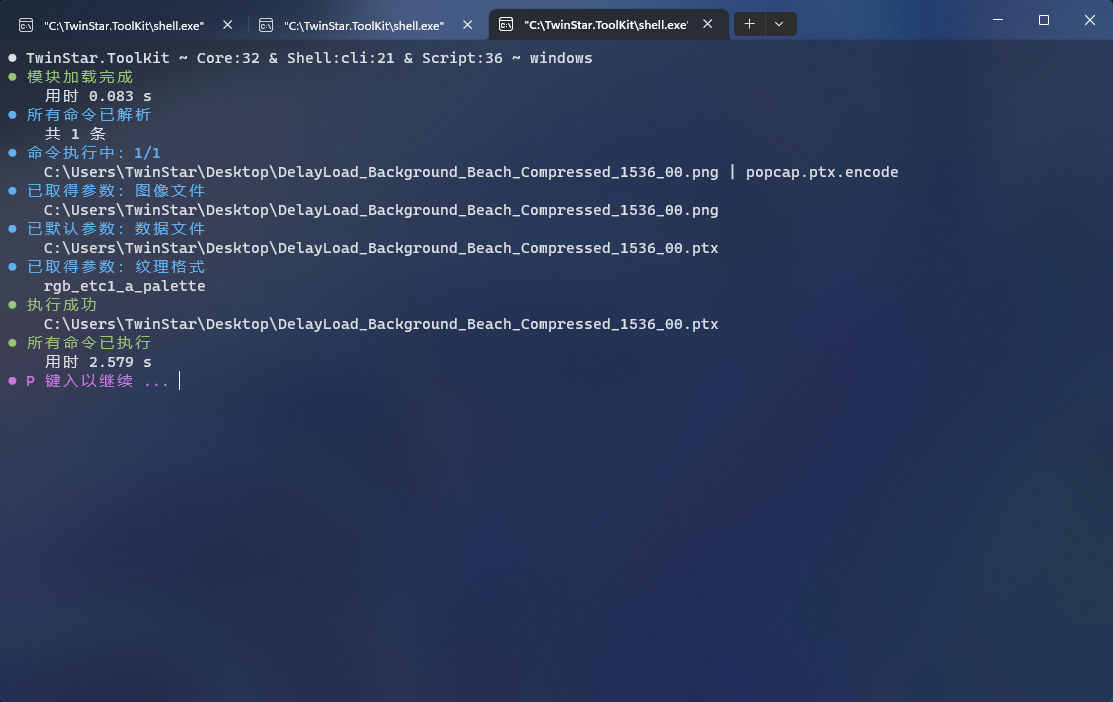 "C:\TwinStar.ToolKit\shell.exe" "C:\TwinStar.ToolKit\shell.exe" "C:\TwinStar.ToolKit\shell.exe"
● TwinStar.ToolKit ~ Core:32 & Shell:cli:21 & Script:36 ~ windows
● 模块加载完成
用时 0.083 s
● 所有命令已解析
共 1 条
● 命令执行中: 1/1
C:\Users\TwinStar\Desktop\DelayLoad_Background_Beach_Compressed_1536_00.png | popcap.ptx.encode
● 已取得参数: 图像文件
C:\Users\TwinStar\Desktop\DelayLoad_Background_Beach_Compressed_1536_00.png
● 已默认参数: 数据文件
C:\Users\TwinStar\Desktop\DelayLoad_Background_Beach_Compressed_1536_00.ptx
● 已取得参数: 纹理格式
rgb_etc1_a_palette
● 执行成功
C:\Users\TwinStar\Desktop\DelayLoad_Background_Beach_Compressed_1536_00.ptx
● 所有命令已执行
用时 2.579 s
● P 键入以继续 ...